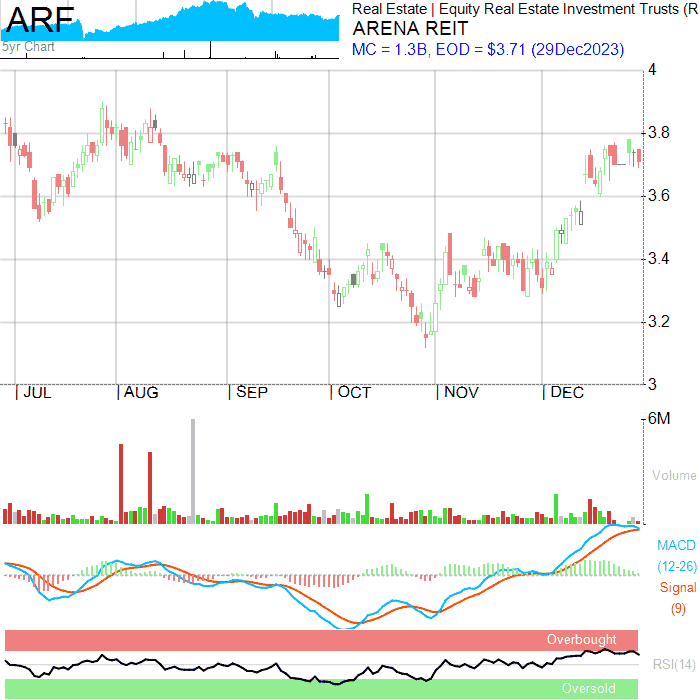 ARF
5yr Chart
Real Estate | Equity Real Estate Investment Trusts (R
ARENA REIT
MC = 1.3B, EOD = $3.71 (29Dec2023)
4
3.8
3.6
3.4
3.2
3
JUL AUG SEP OCT NOV DEC
6M
Volume
MACD
(12-26)
Signal
(9)
Overbought
RSI(14)
Oversold